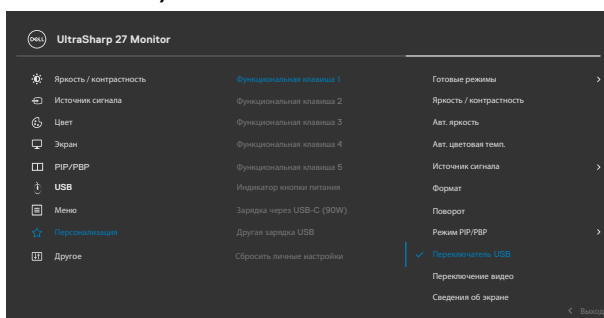 DELL UltraSharp 27 Monitor
Яркость / контрастность
Источник сигнала
Цвет
Экран
PIP/PBP
USB
Меню
Персонализация
Другое
Функциональная клавиша 1
Функциональная клавиша 2
Функциональная клавиша 3
Функциональная клавиша 4
Функциональная клавиша 5
Индикатор кнопки питания
Зарядка через USB-C (90W)
Другая зарядка USB
Сбросить личные настройки
Готовые режимы
Яркость / контрастность
Авт. яркость
Авт. цветовая темп.
Источник сигнала
Формат
Поворот
Режим PIP/PBP
Переключатель USB
Переключение видео
Сведения об экране
Выход